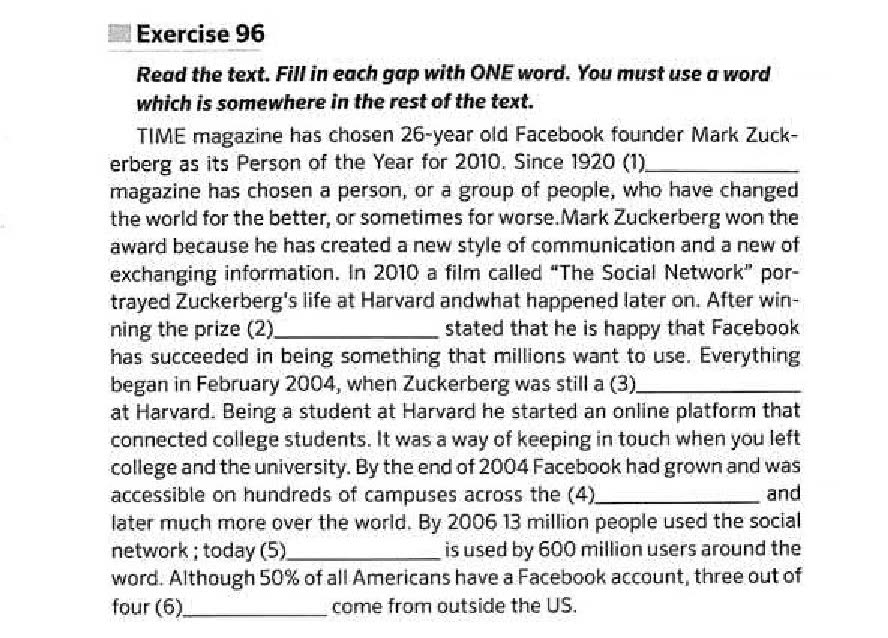 Exercise 96
Read the text. Fill in each gap with ONE word. You must use a word
which is somewhere in the rest of the text.
TIME magazine has chosen 26-year old Facebook founder Mark Zuck-
erberg as its Person of the Year for 2010. Since 1920 (1)_______________
magazine has chosen a person, or a group of people, who have changed
the world for the better, or sometimes for worse.Mark Zuckerberg won the
award because he has created a new style of communication and a new of
exchanging information. In 2010 a film called "The Social Network" por-
trayed Zuckerberg's life at Harvard andwhat happened later on. After win-
ning the prize (2)_______________ stated that he is happy that Facebook
has succeeded in being something that millions want to use. Everything
began in February 2004, when Zuckerberg was still a (3)_______________
at Harvard. Being a student at Harvard he started an online platform that
connected college students. It was a way of keeping in touch when you left
college and the university. By the end of 2004 Facebook had grown and was
accessible on hundreds of campuses across the (4)_______________ and
later much more over the world. By 2006 13 million people used the social
network ; today (5)_______________ is used by 600 million users around the
word. Although 50% of all Americans have a Facebook account, three out of
four (6)_______________ come from outside the US.